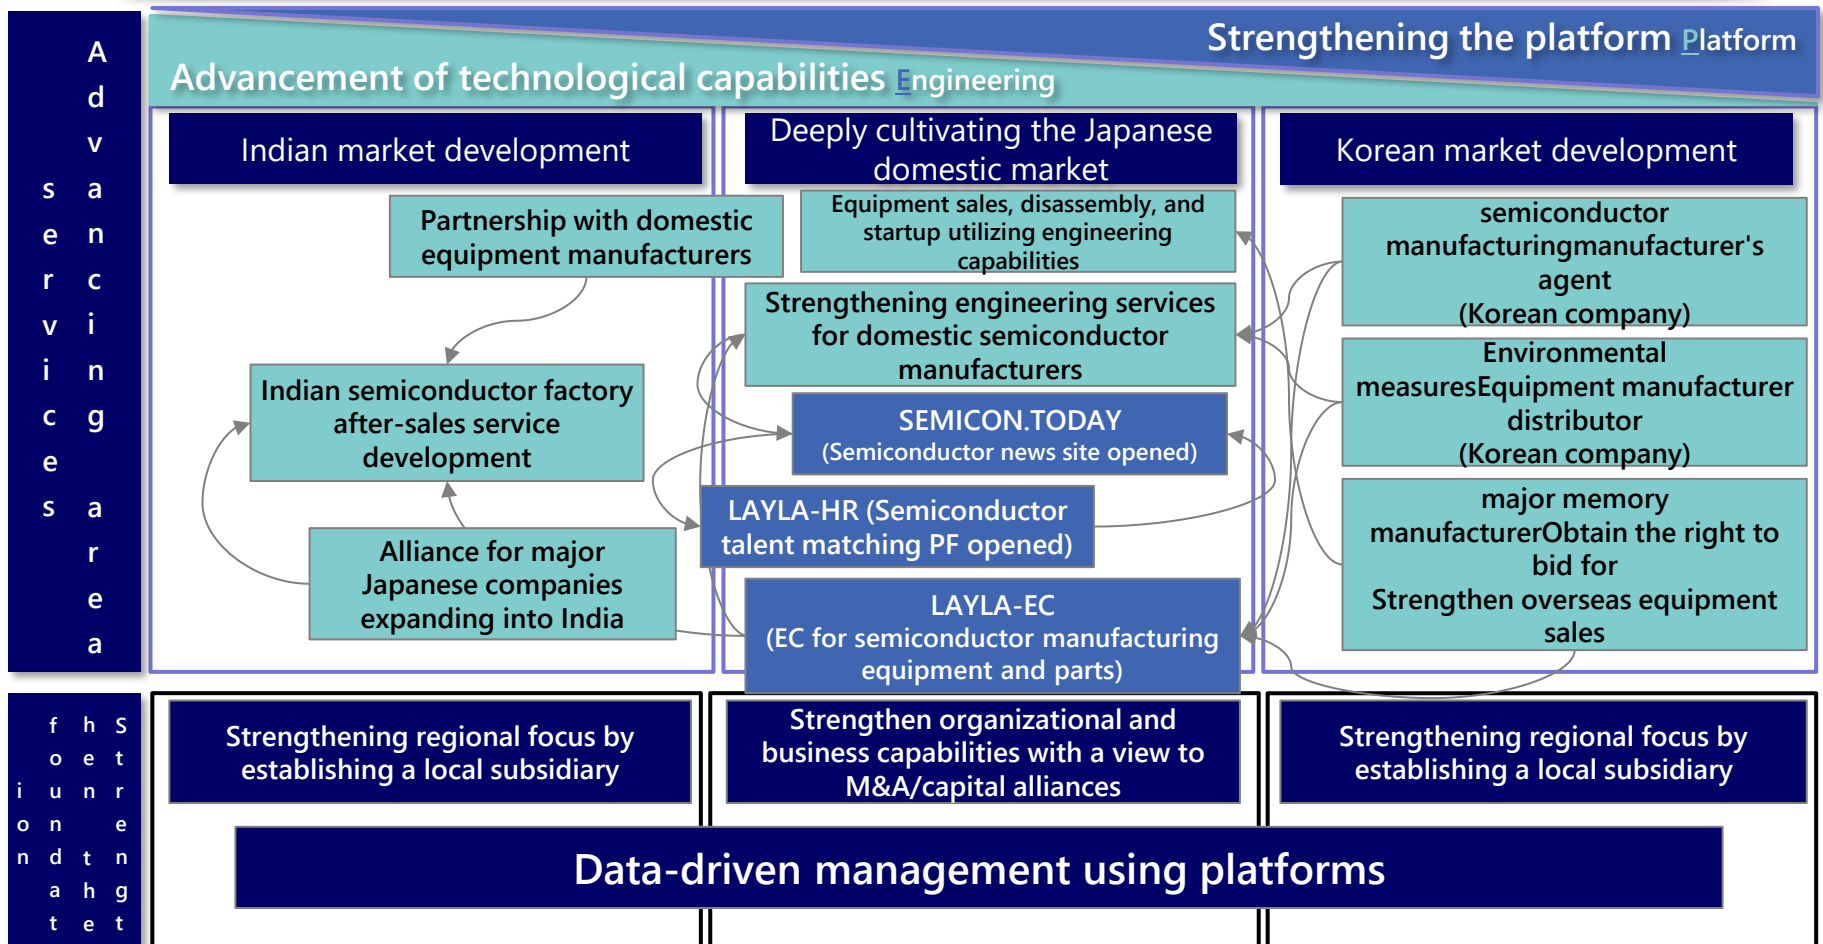 Strengthening the platform Platform
Advancement of technological capabilities Engineering
Advancing area
services
Indian market development
Partnership with domestic
equipment manufacturers
Indian semiconductor factory
after-sales service
development
Alliance for major
Japanese companies
expanding into India
Deeply cultivating the Japanese
domestic market
Equipment sales, disassembly, and
startup utilizing engineering
capabilities
Strengthening engineering services
for domestic semiconductor
manufacturers
SEMICON.TODAY
(Semiconductor news site opened)
LAYLA-HR (Semiconductor
talent matching PF opened)
LAYLA-EC
(EC for semiconductor manufacturing
equipment and parts)
Korean market development
semiconductor
manufacturingmanufacturer's
agent
(Korean company)
Environmental
measuresEquipment manufacturer
distributor
(Korean company)
major memory
manufacturerObtain the right to
bid for
Strengthen overseas equipment
sales
Strengt
hen the
foundat
ion
Strengthening regional focus by
establishing a local subsidiary
Strengthen organizational and
business capabilities with a view to
M&A/capital alliances
Strengthening regional focus by
establishing a local subsidiary
Data-driven management using platforms